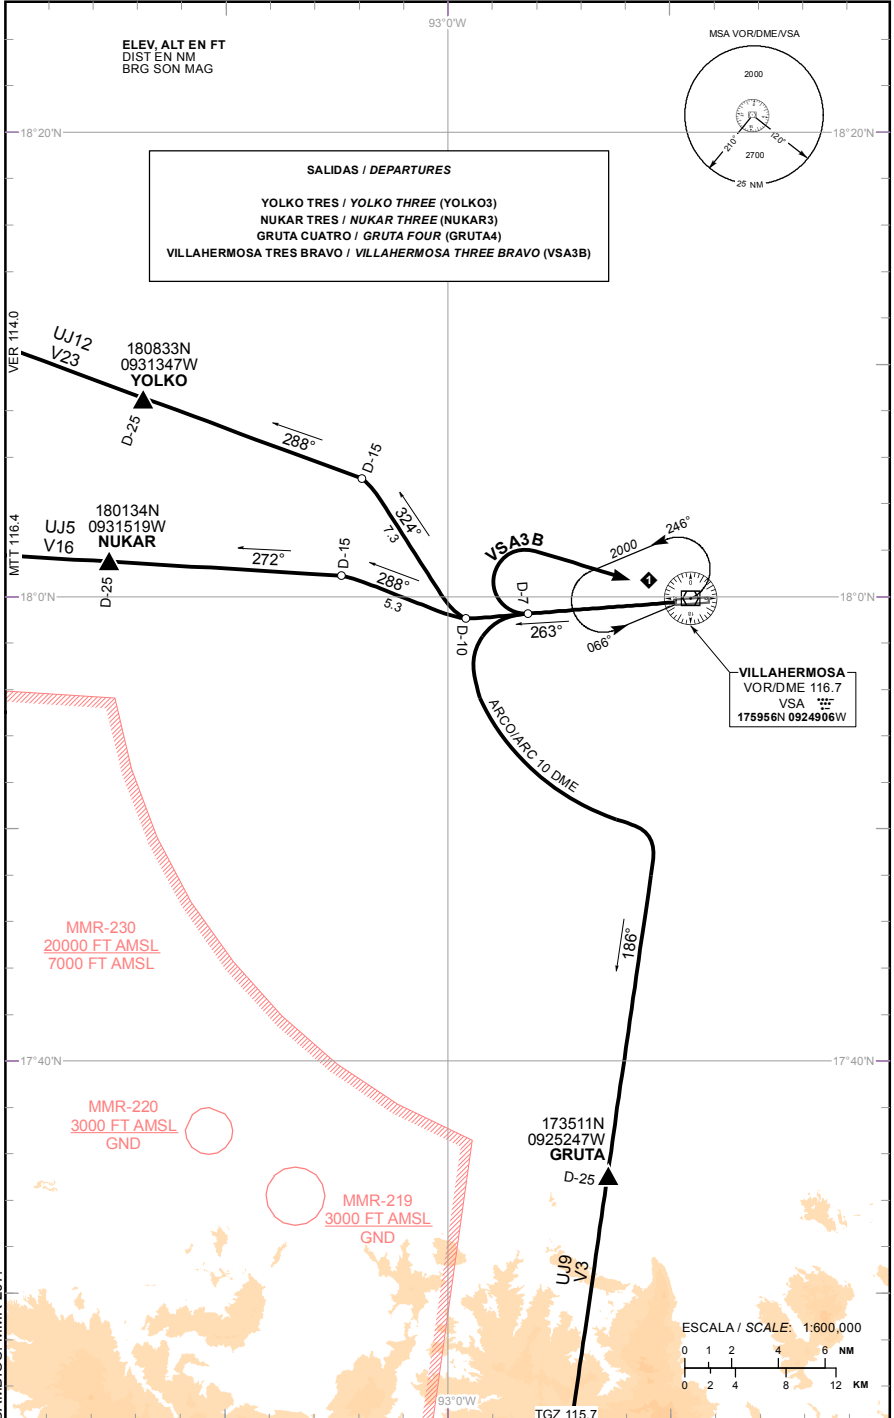 93°0'W
ELEV, ALT EN FT
DIST EN NM
BRG SON MAG
MSA VOR/DME/VSA
2000
210°
120°
2700
25 NM
18°20'N
18°20'N
SALIDAS / DEPARTURES
YOLKO TRES / YOLKO THREE (YOLKO3)
NUKAR TRES / NUKAR THREE (NUKAR3)
GRUTA CUATRO / GRUTA FOUR (GRUTA4)
VILLAHERMOSA TRES BRAVO / VILLAHERMOSA THREE BRAVO (VSA3B)
VER 114.0
UJ12
V23
180833N
0931347W
YOLKO
D-25
288°
D-15
324°
7.3
MTT 116.4
UJ5
V16
180134N
0931519W
NUKAR
D-25
272°
D-15
288°
5.3
VSA3B
2000
246°
1
D-7
18°0'N
18°0'N
D-10
263°
066°
VILLAHERMOSA
VOR/DME 116.7
VSA
175956N 0924906W
ARCO/ARC 10 DME
186°
MMR-230
20000 FT AMSL
7000 FT AMSL
17°40'N
17°40'N
MMR-220
3000 FT AMSL
GND
173511N
0925247W
GRUTA
D-25
MMR-219
3000 FT AMSL
GND
UJ9
V3
ESCALA / SCALE: 1:600,000
0 1 2 4 6 NM
0 2 4 8 12 KM
93°0'W
TGZ 115.7